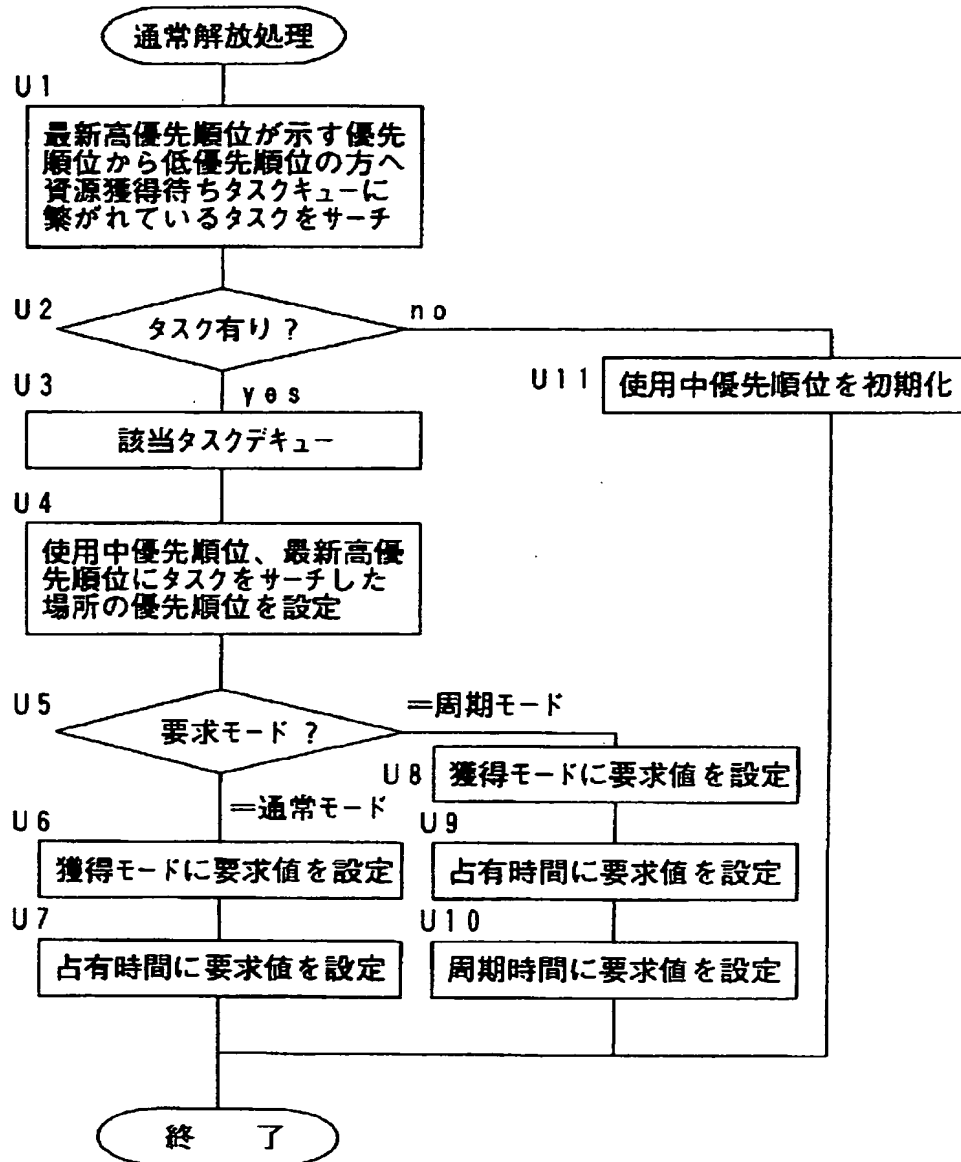 通常解放処理
U1
最新高優先順位が示す優先
順位から低優先順位の方へ
資源獲得待ちタスクキューに
繋がれているタスクをサーチ
U2
タスク有り?
no
U11
使用中優先順位を初期化
U3
yes
該当タスクデキュー
U4
使用中優先順位、最新高優
先順位にタスクをサーチした
場所の優先順位を設定
U5
要求モード?
=周期モード
U8
獲得モードに要求値を設定
=通常モード
U6
獲得モードに要求値を設定
U9
占有時間に要求値を設定
U7
占有時間に要求値を設定
U10
周期時間に要求値を設定
終 了